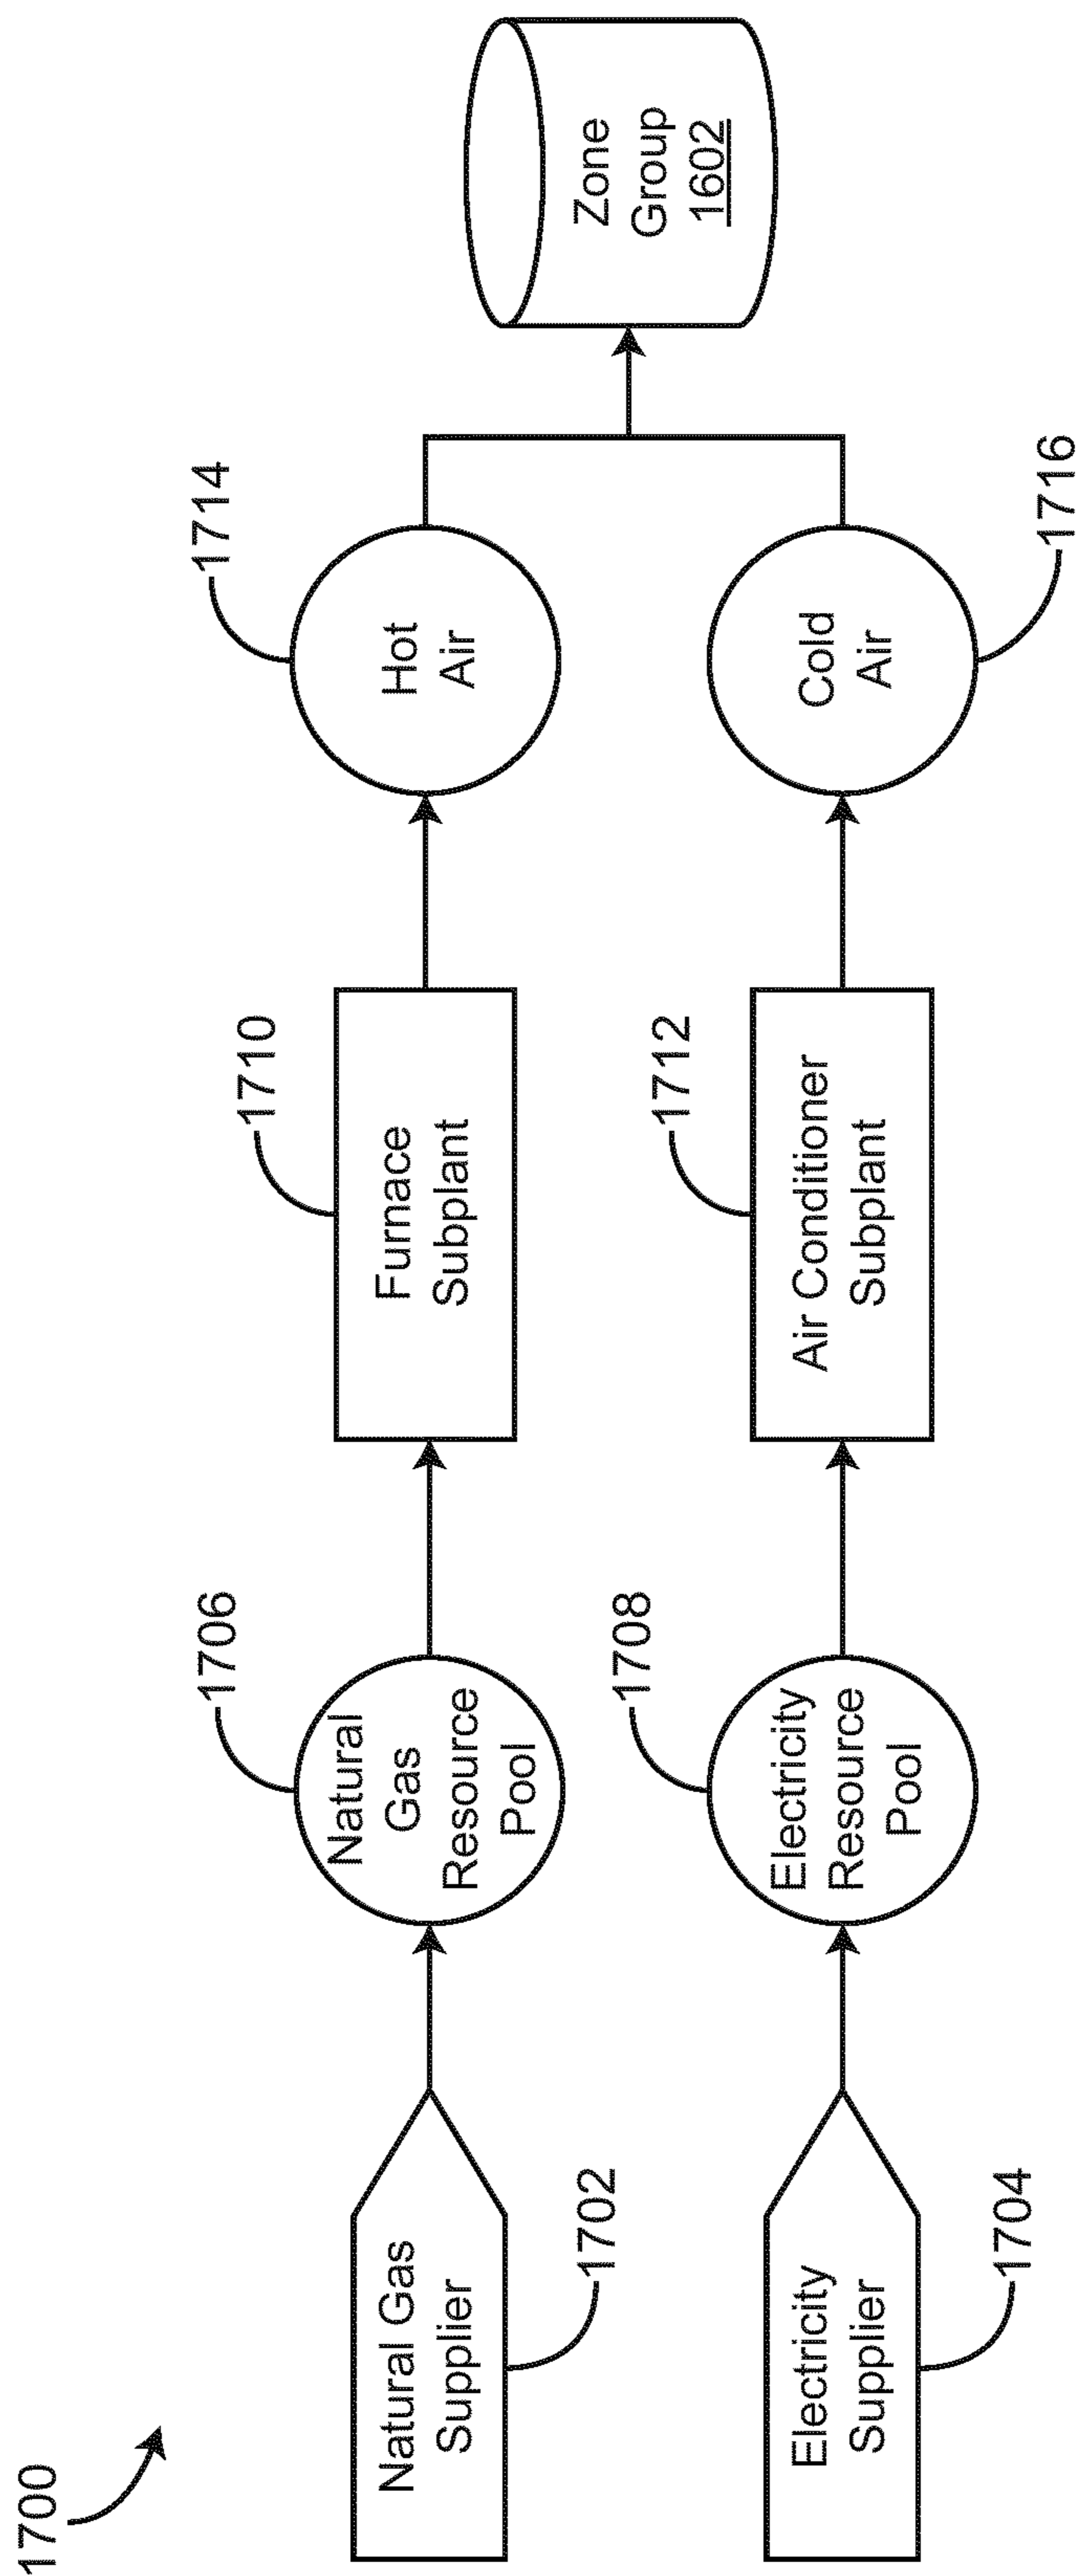 1700
Natural Gas
Supplier
1702
Natural
Gas
Resource
Pool
1706
Furnace
Subplant
1710
Hot
Air
1714
Electricity
Supplier
1704
Electricity
Resource
Pool
1708
Air Conditioner
Subplant
1712
Cold
Air
1716
Zone
Group
1602